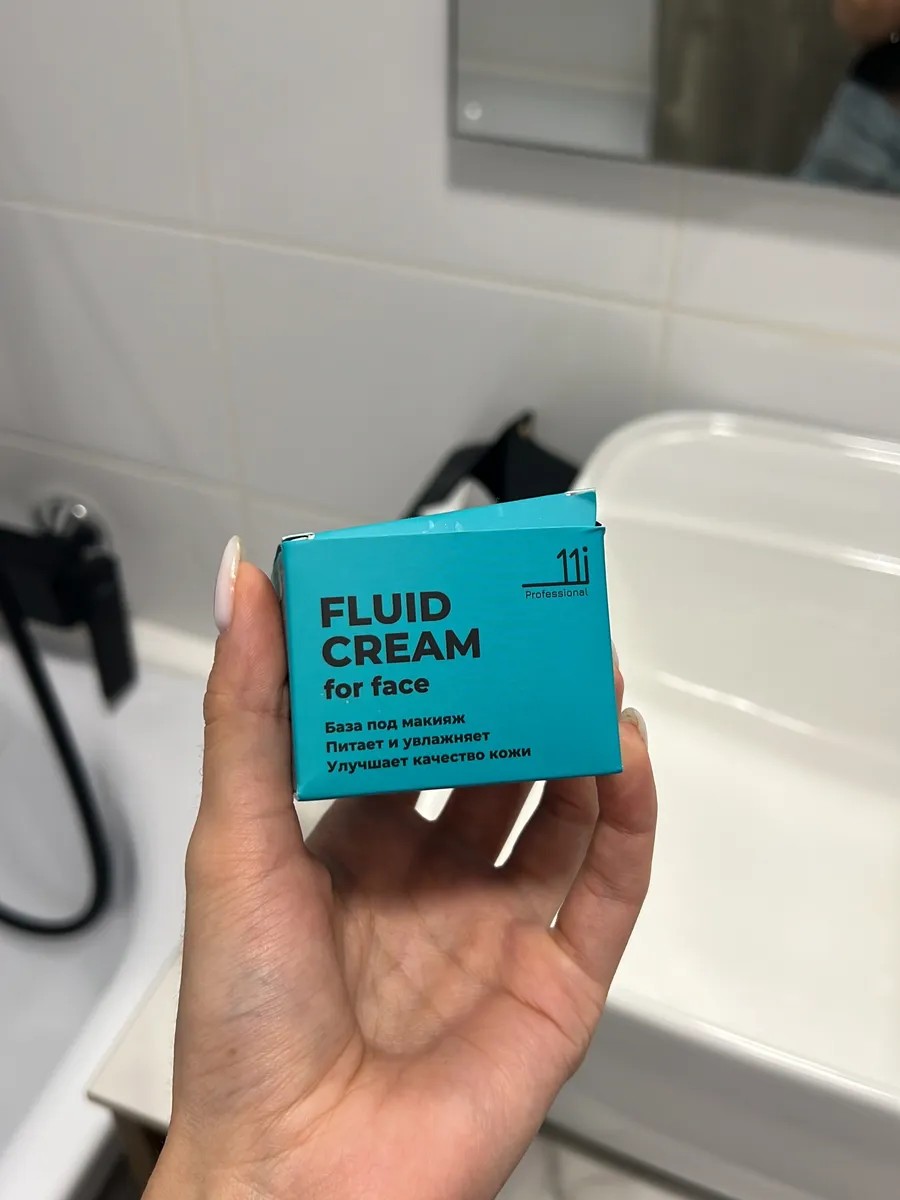 11i
Professional
FLUID
CREAM
for face
База под макияж
Питает и увлажняет
Улучшает качество кожи